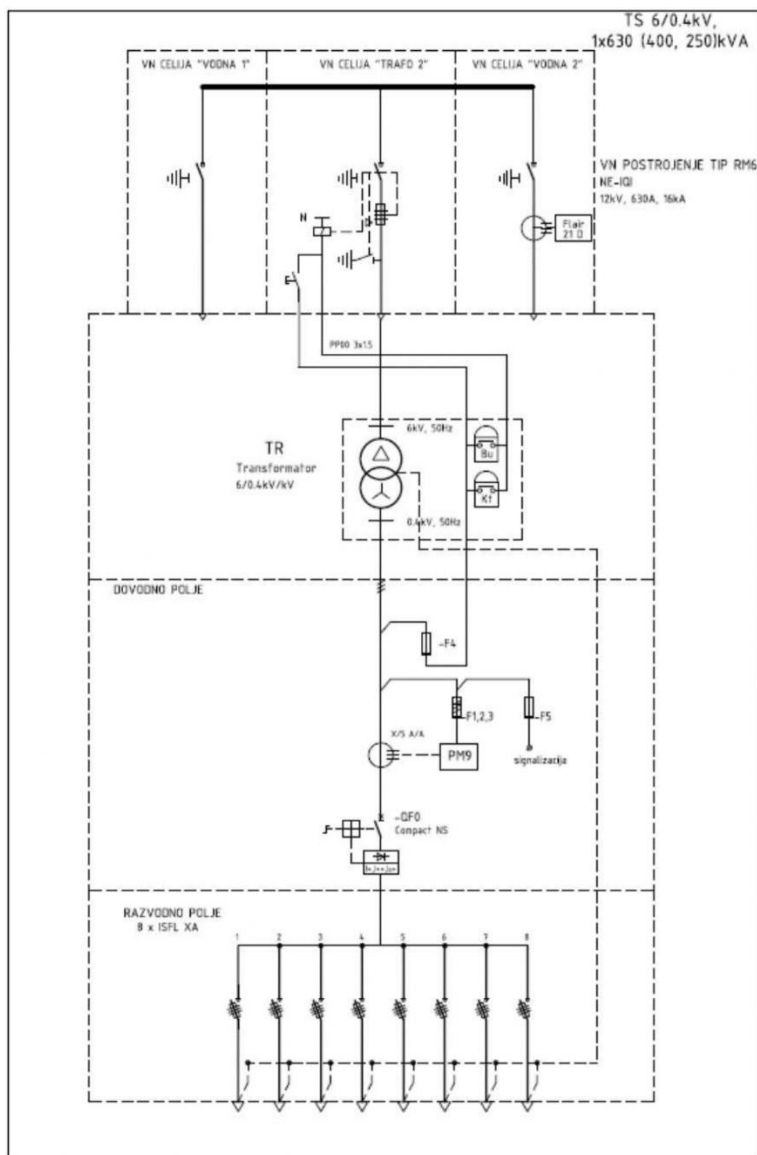 TS 6/0.4kV,
1x630 (400, 250)kVA
VN CELIJA "VODNA 1"
VN CELIJA "TRAFO 2"
VN CELIJA "VODNA 2"
VN POSTROJENJE TIP RM6
NE-IQI
12kV, 630A, 16kA
Flair
21 D
N
PP00 3x1.5
6kV, 50Hz
TR
Transformator
6/0.4kV/kV
Bu
Kt
0.4kV, 50Hz
DOVODNO POLJE
-F4
-F1,2,3
-F5
X/5 A/A
PM9
signalizacija
-QF0
Compact NS
RAZVODNO POLJE
8 x ISFL XA
1 2 3 4 5 6 7 8